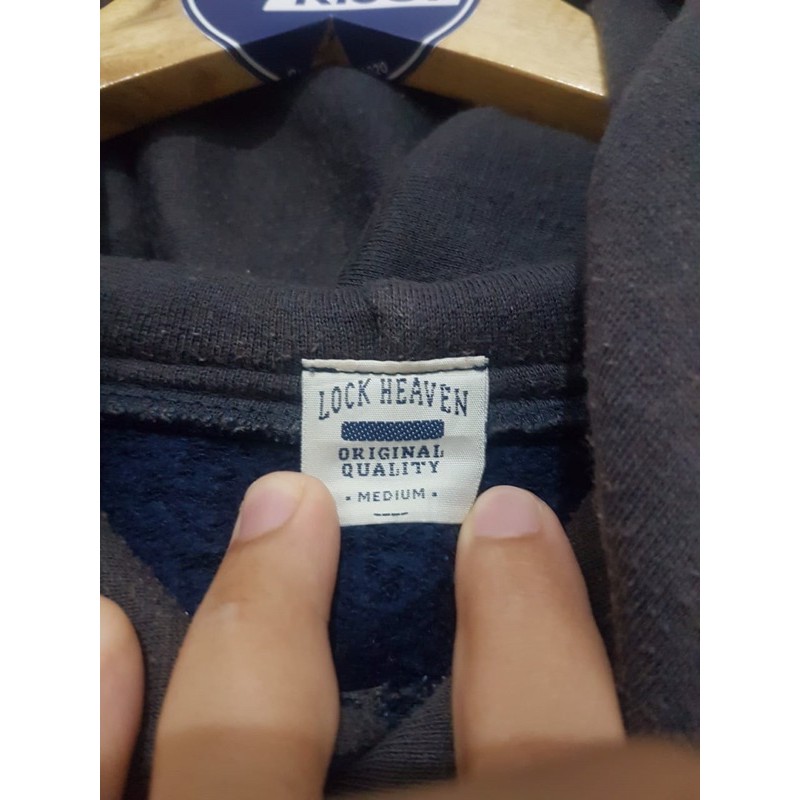 LOCK HEAVEN
ORIGINAL
QUALITY
• MEDIUM •